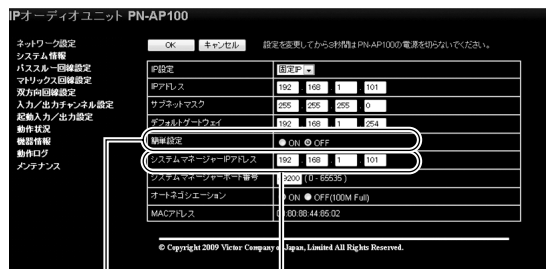 IPオーディオユニット PN-AP100
ネットワーク設定
システム情報
パススルー回線設定
マトリックス回線設定
双方向回線設定
入力/出力チャンネル設定
起動入力/出力設定
動作状況
機器情報
動作ログ
メンテナンス
OK キャンセル 設定を変更してから3秒間は PN-AP100の電源を切らないでください。
IP設定 固定IP
IPアドレス 192 . 168 . 1 . 101
サブネットマスク 255 . 255 . 255 . 0
デフォルトゲートウェイ 192 . 168 . 1 . 254
簡単設定 ON OFF
システムマネージャーIPアドレス 192 . 168 . 1 . 101
システムマネージャーポート番号 9200 ( 0 - 65535 )
オートネゴシエーション ON OFF(100M Full)
MACアドレス 00:80:88:44:85:02
© Copyright 2009 Victor Company of Japan, Limited All Rights Reserved.